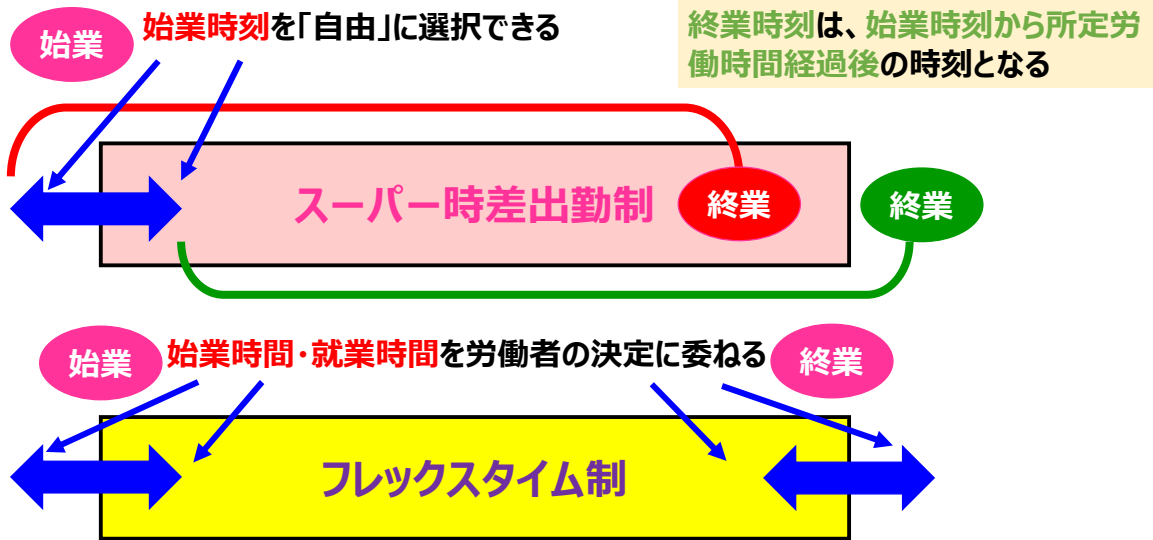 始業
始業時刻を「自由」に選択できる
終業時刻は、始業時刻から所定労
働時間経過後の時刻となる
スーパー時差出勤制
終業
終業
始業
始業時間・就業時間を労働者の決定に委ねる
終業
フレックスタイム制